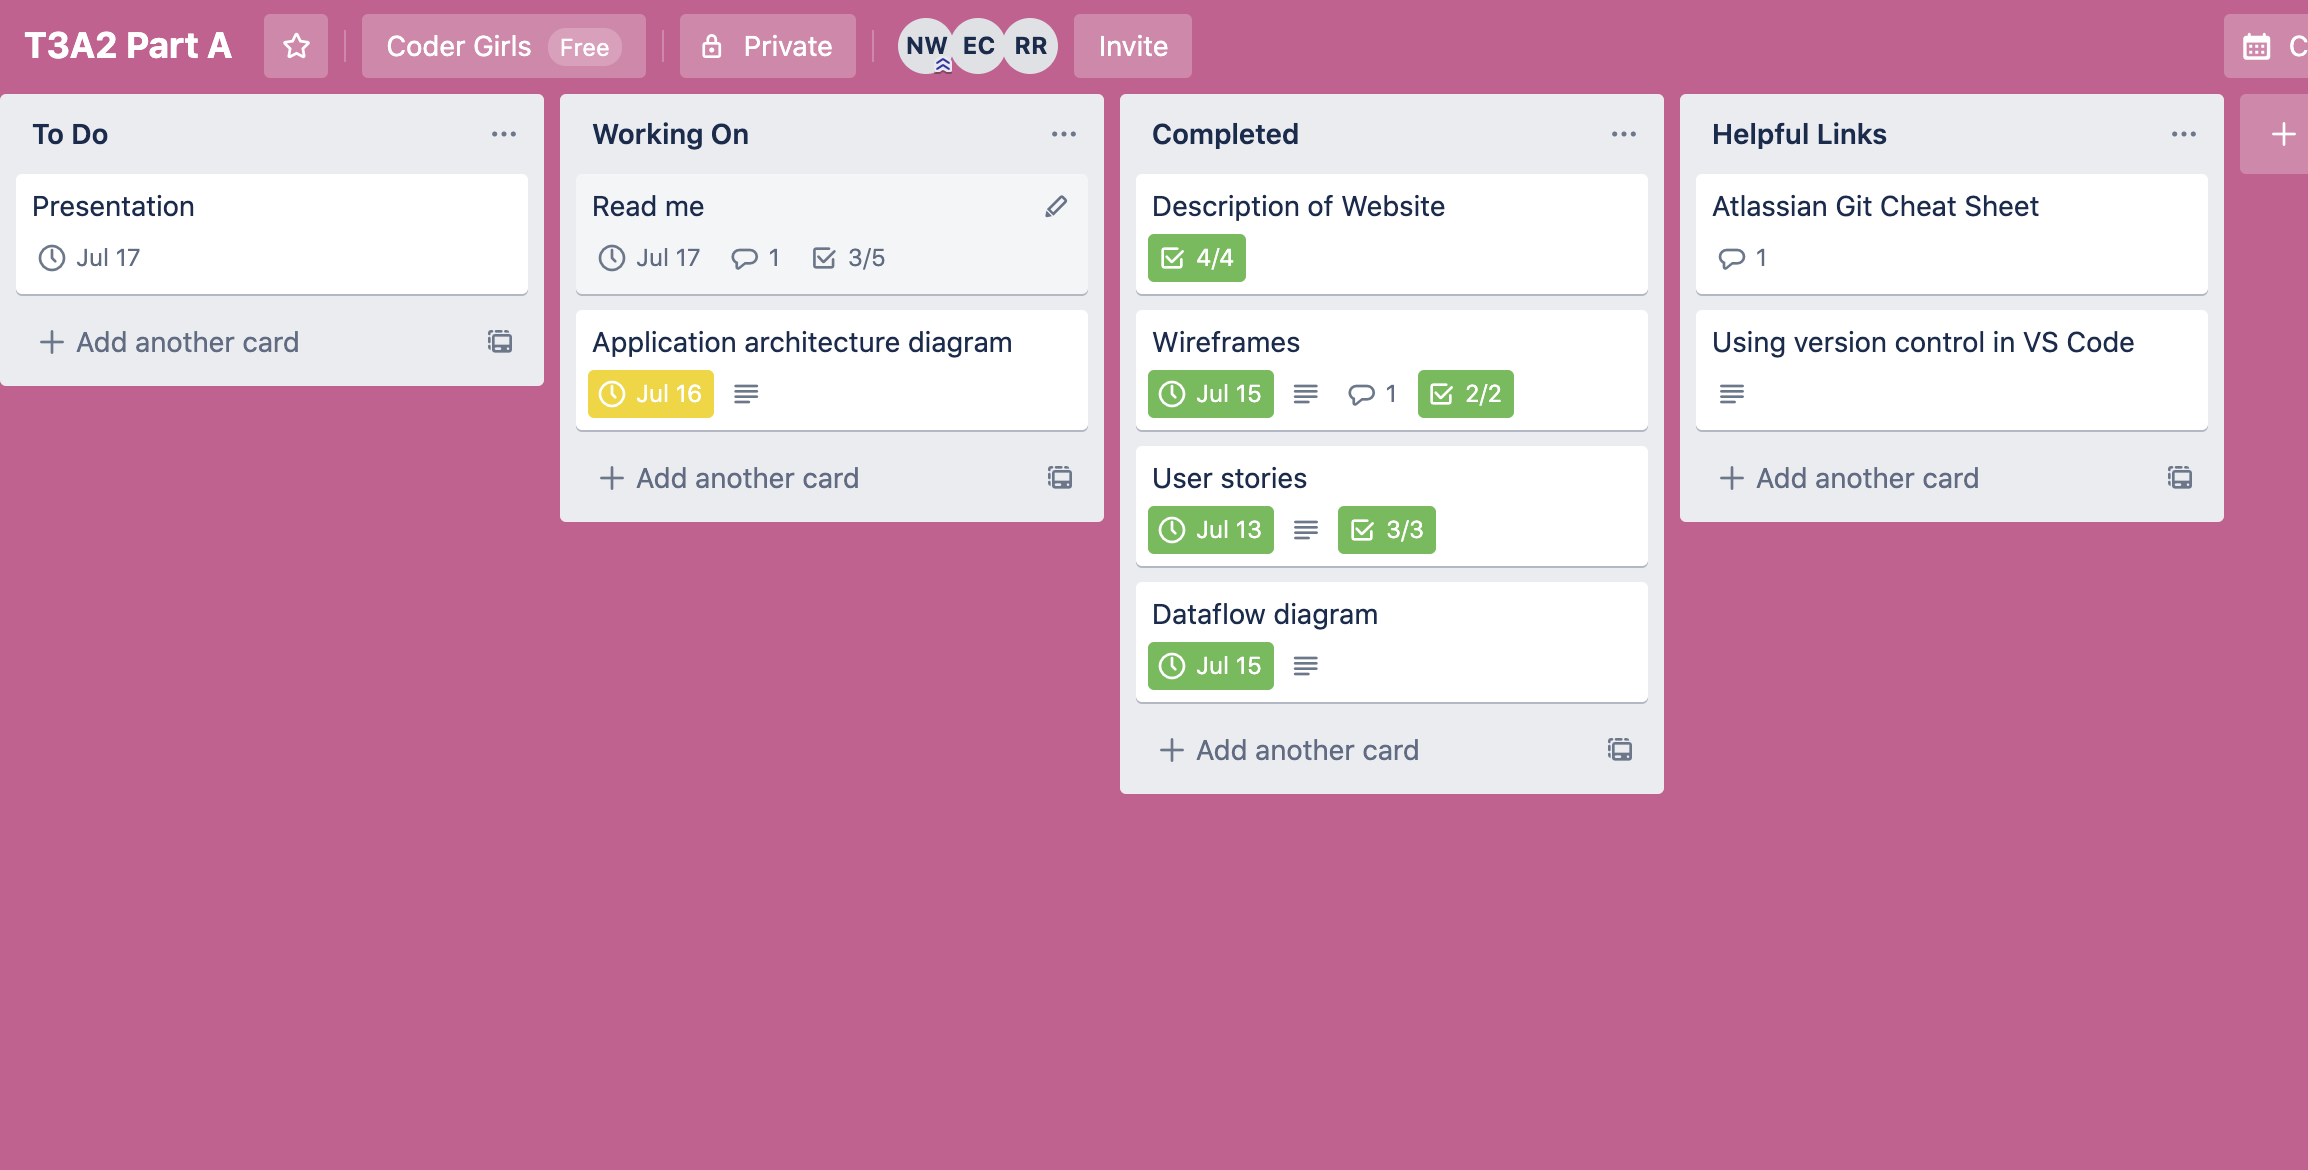 T3A2 Part A
Coder Girls Free
Private
NW EC RR
Invite
C
To Do
Presentation
Jul 17
Add another card
Working On
Read me
Jul 17 1 3/5
Application architecture diagram
Jul 16
Add another card
Completed
Description of Website
4/4
Wireframes
Jul 15 1 2/2
User stories
Jul 13 3/3
Dataflow diagram
Jul 15
Add another card
Helpful Links
Atlassian Git Cheat Sheet
1
Using version control in VS Code
Add another card